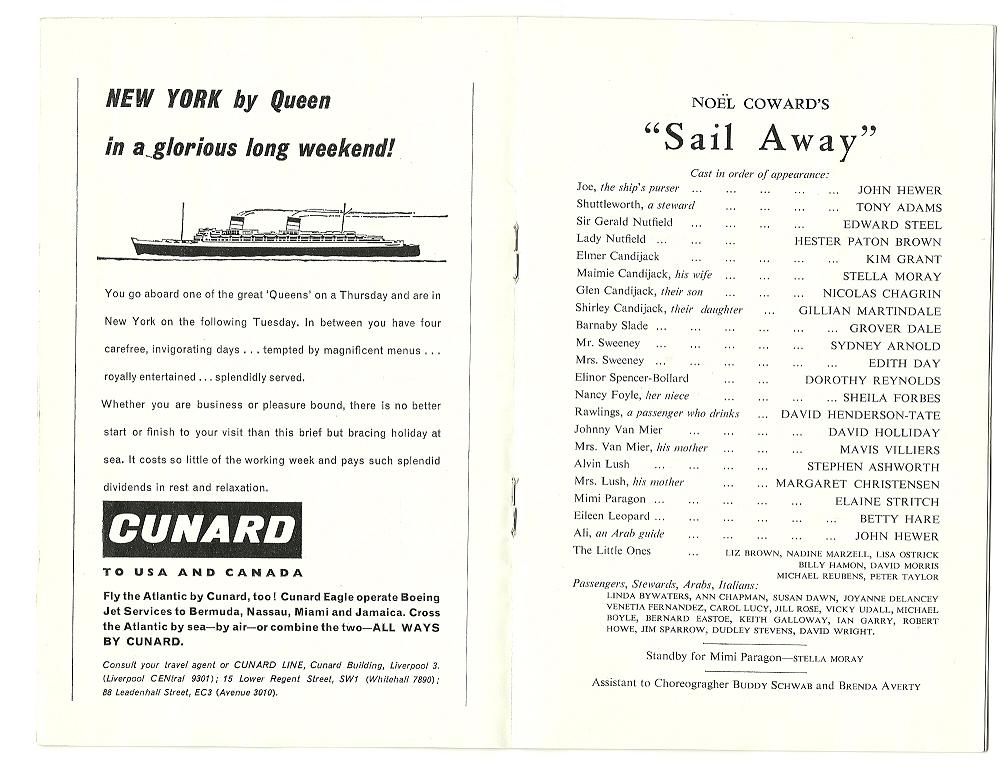 NEW YORK by Queen
in a glorious long weekend!
You go aboard one of the great 'Queens' on a Thursday and are in
New York on the following Tuesday. In between you have four
carefree, invigorating days . . . tempted by magnificent menus . . .
royally entertained . . . splendidly served.
Whether you are business or pleasure bound, there is no better
start or finish to your visit than this brief but bracing holiday at
sea. It costs so little of the working week and pays such splendid
dividends in rest and relaxation.
CUNARD
TO USA AND CANADA
Fly the Atlantic by Cunard, too! Cunard Eagle operate Boeing
Jet Services to Bermuda, Nassau, Miami and Jamaica. Cross
the Atlantic by sea—by air—or combine the two—ALL WAYS
BY CUNARD.
Consult your travel agent or CUNARD LINE, Cunard Building, Liverpool 3.
(Liverpool CENtral 9301); 15 Lower Regent Street, SW1 (Whitehall 7890);
88 Leadenhall Street, EC3 (Avenue 3010).
NOËL COWARD'S
"Sail Away"
Cast in order of appearance:
Joe, the ship's purser ... ... ... ... ... JOHN HEWER
Shuttleworth, a steward ... ... ... ... TONY ADAMS
Sir Gerald Nutfield ... ... ... ... EDWARD STEEL
Lady Nutfield ... ... ... HESTER PATON BROWN
Elmer Candijack ... ... ... ... ... KIM GRANT
Maimie Candijack, his wife ... ... ... STELLA MORAY
Glen Candijack, their son ... ... ... NICOLAS CHAGRIN
Shirley Candijack, their daughter ... GILLIAN MARTINDALE
Barnaby Slade ... ... ... ... ... ... GROVER DALE
Mr. Sweeney ... ... ... ... ... SYDNEY ARNOLD
Mrs. Sweeney ... ... ... ... ... ... EDITH DAY
Elinor Spencer-Bollard ... ... DOROTHY REYNOLDS
Nancy Foyle, her niece ... ... ... ... SHEILA FORBES
Rawlings, a passenger who drinks ... DAVID HENDERSON-TATE
Johnny Van Mier ... ... ... ... DAVID HOLLIDAY
Mrs. Van Mier, his mother ... ... ... MAVIS VILLIERS
Alvin Lush ... ... ... ... STEPHEN ASHWORTH
Mrs. Lush, his mother ... ... MARGARET CHRISTENSEN
Mimi Paragon ... ... ... ... ... ELAINE STRITCH
Eileen Leopard ... ... ... ... ... ... BETTY HARE
Ali, an Arab guide ... ... ... ... ... JOHN HEWER
The Little Ones ... LIZ BROWN, NADINE MARZELL, LISA OSTRICK
BILLY HAMON, DAVID MORRIS
MICHAEL REUBENS, PETER TAYLOR
Passengers, Stewards, Arabs, Italians:
LINDA BYWATERS, ANN CHAPMAN, SUSAN DAWN, JOYANNE DELANCEY
VENETIA FERNANDEZ, CAROL LUCY, JILL ROSE, VICKY UDALL, MICHAEL
BOYLE, BERNARD EASTOE, KEITH GALLOWAY, IAN GARRY, ROBERT
HOWE, JIM SPARROW, DUDLEY STEVENS, DAVID WRIGHT.
Standby for Mimi Paragon—STELLA MORAY
Assistant to Choreogragher BUDDY SCHWAB and BRENDA AVERTY